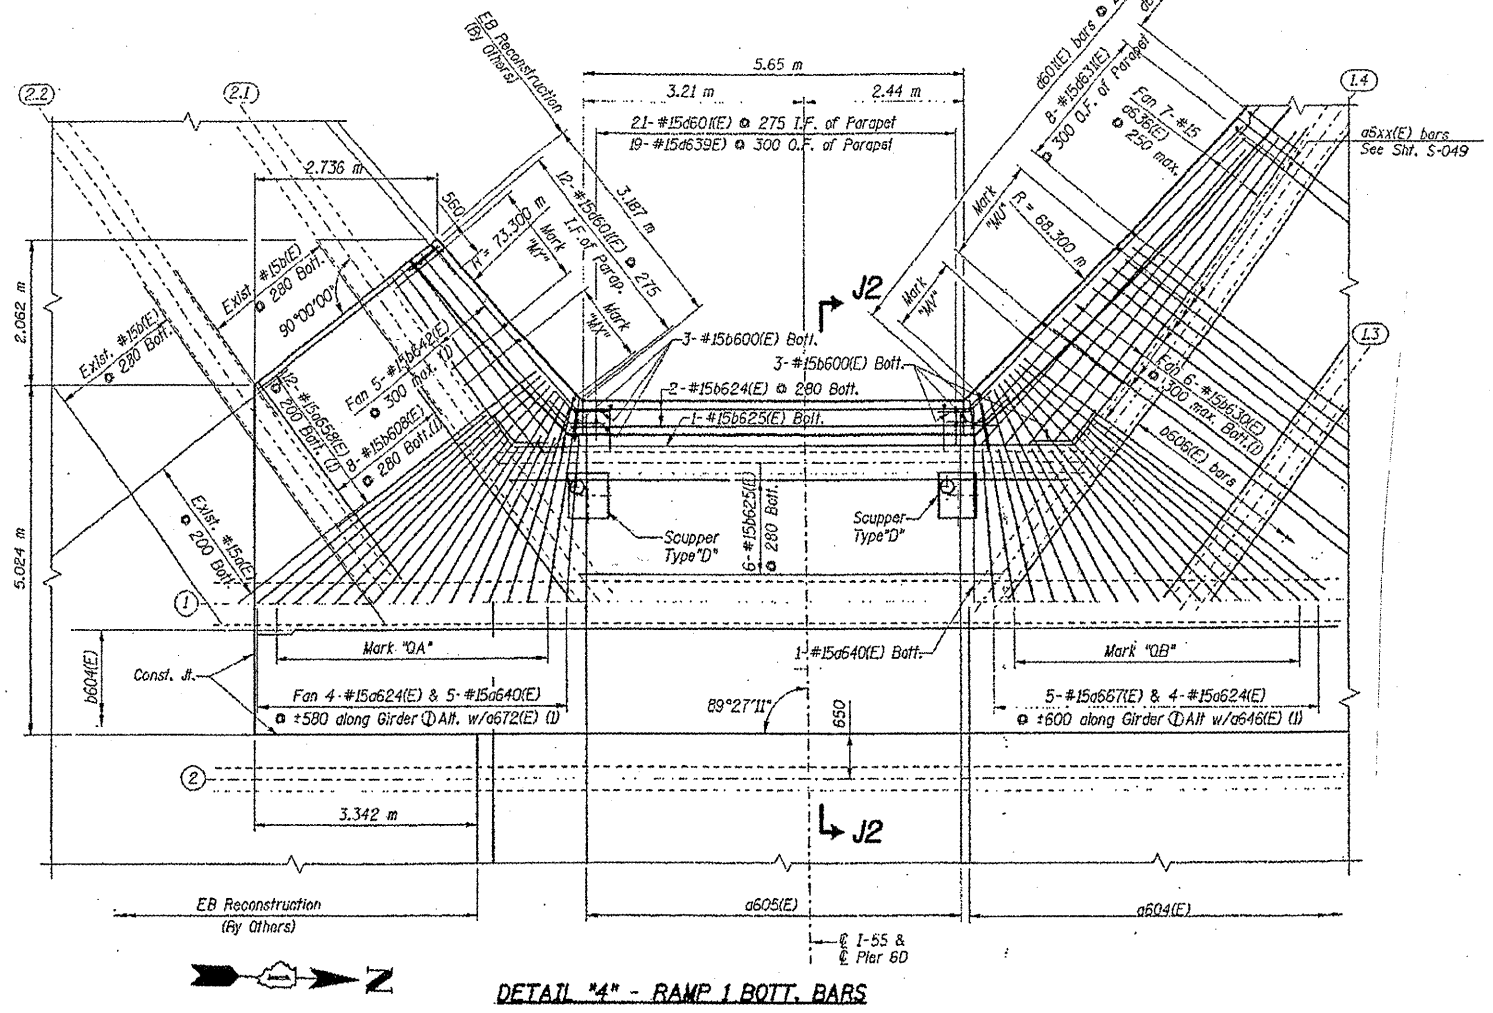 2.2
2.1
EB Reconstruction
(By Others)
5.65 m
3.21 m
2.44 m
21-#15d601(E) @ 275 I.F. of Parapet
19-#15d639E) @ 300 O.F. of Parapet
d601(E) bars @
8-#15d631(E)
@ 300 O.F. of Parapet
Fan 7-#15
a636(E)
@ 250 max.
1.4
a6xx(E) bars
See Sht. S-049
2.736 m
560
R = 73.300 m
Mark
"MY"
12-#15d601(E) @ 275
I.F. of Parap.
3.187 m
Mark
"MX"
Mark
"MU"
R = 68.300 m
Mark
"MV"
J2
1.3
2.062 m
Exist. #15b(E)
@ 280 Bott.
90°00'00"
Exist. #15b(E)
@ 280 Bott.
Fan 5-#15b642(E)
@ 300 max. (1)
8-#15b608(E)
@ 280 Bott.(1)
#15a658(E)
@ 200 Bott. (1)
3-#15b600(E) Bott.
3-#15b600(E) Bott.
2-#15b624(E) @ 280 Bott.
1-#15b625(E) Bott.
Fan 6-#15b630(E)
@ 300 max. Bott.(1)
b606(E) bars
5.024 m
Exist. #15a(E)
@ 200 Bott.
Scupper
Type"D"
6-#15b625(E)
@ 280 Bott.
Scupper
Type"D"
1
b604(E)
Const. Jt.
Mark "QA"
1-#15a640(E) Bott.
Mark "QB"
Fan 4-#15a624(E) & 5-#15a640(E)
@ ±580 along Girder 1 Alt. w/a672(E) (1)
89°27'11"
650
5-#15a667(E) & 4-#15a624(E)
@ ±600 along Girder 1 Alt w/a646(E) (1)
2
3.342 m
J2
EB Reconstruction
(By Others)
a605(E)
a604(E)
℄ I-55 &
℄ Pier 6D
N
DETAIL "4" - RAMP 1 BOTT. BARS